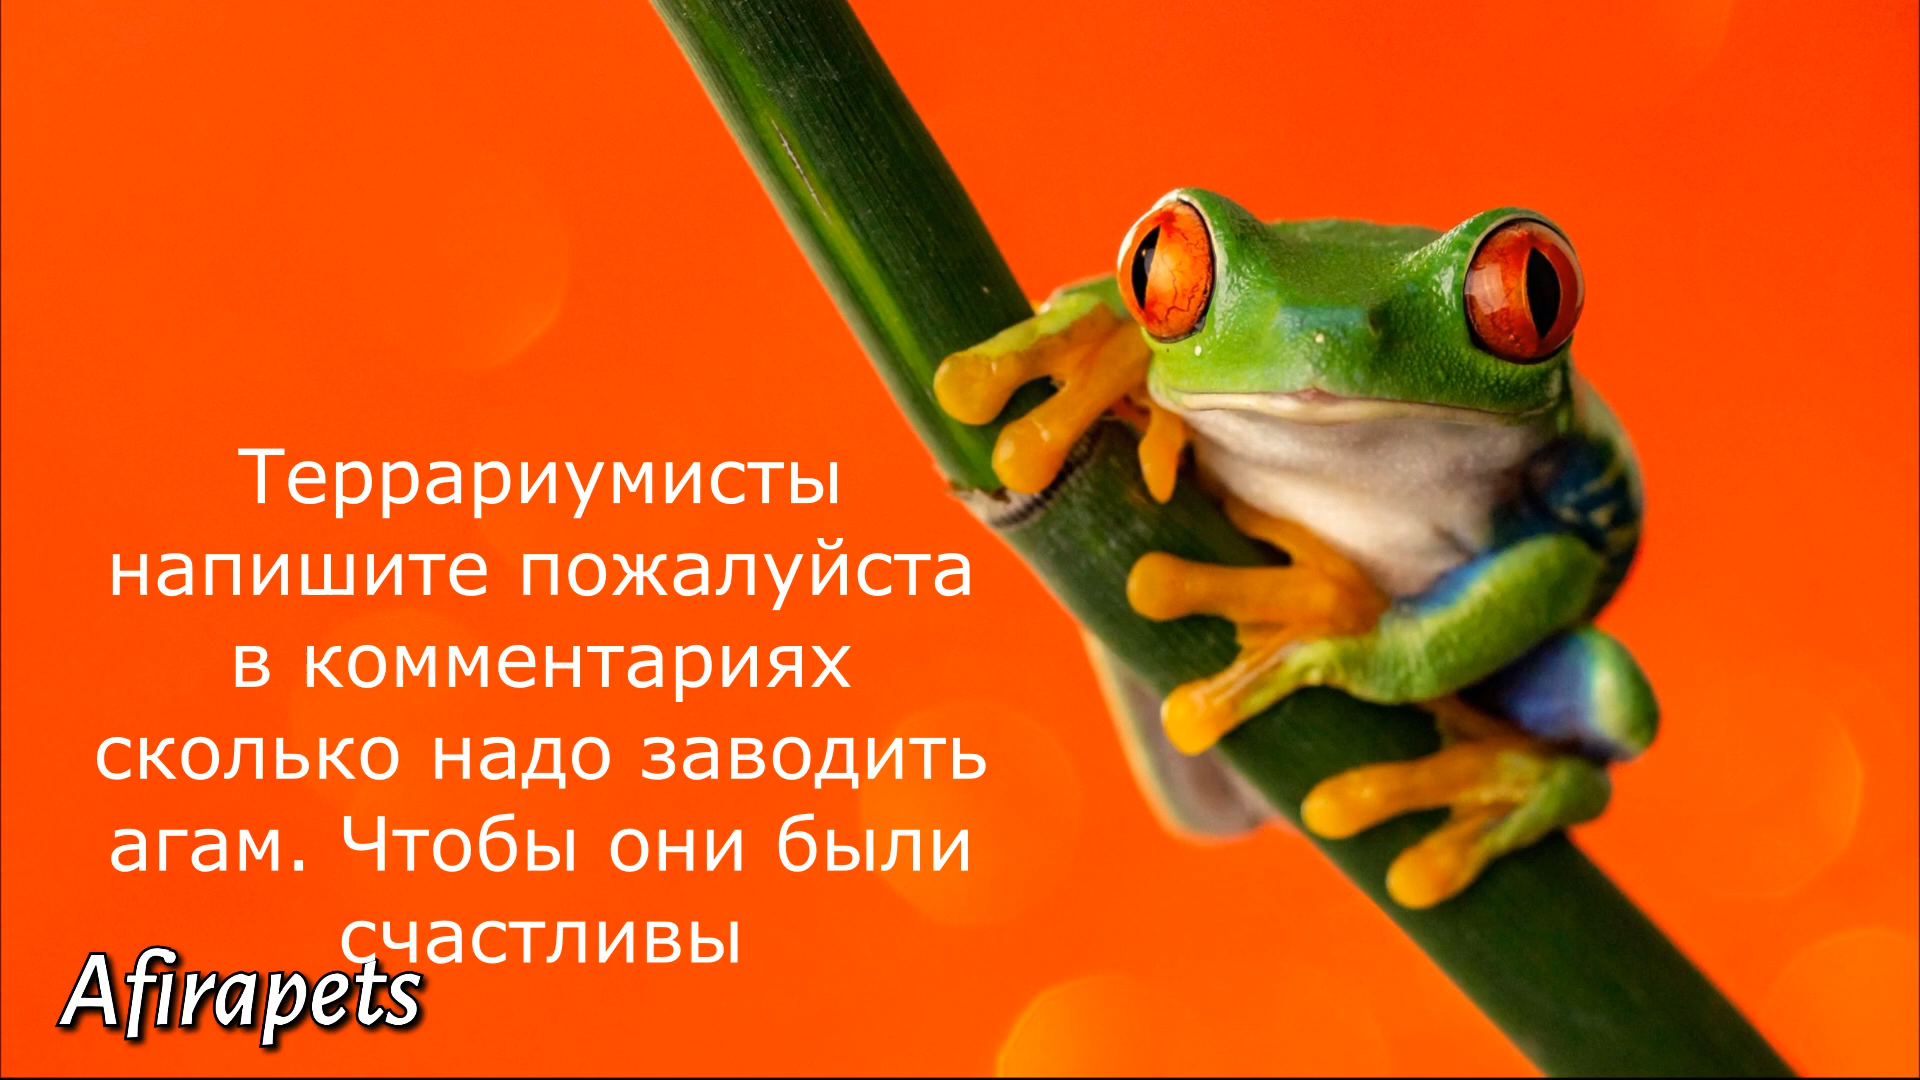 Террариумисты
напишите пожалуйста
в комментариях
сколько надо заводить
агам. Чтобы они были
счастливы
Afirapets